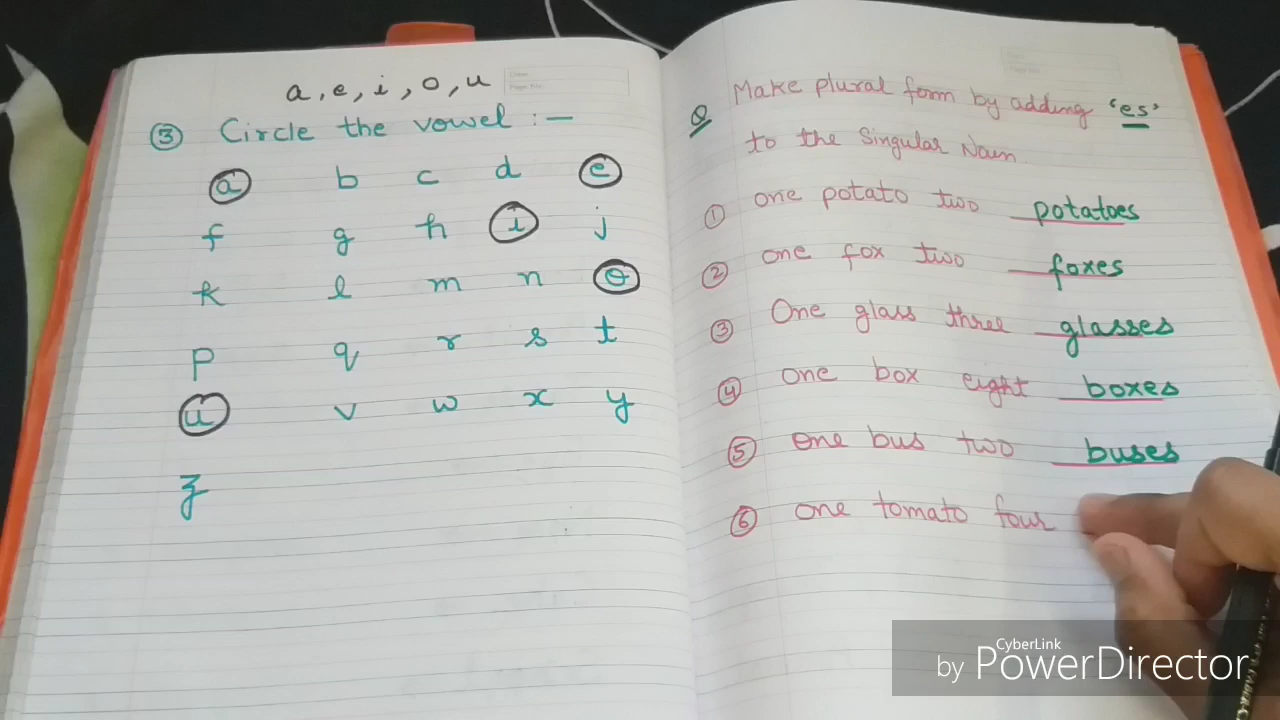 a, e, i, o, u
③ Circle the vowel :—
a b c d e
f g h i j
k l m n o
p q r s t
u v w x y
z
Q Make plural form by adding 'es'
to the Singular Noun
① one potato two potatoes
② one fox two foxes
③ One glass three glasses
④ one box eight boxes
⑤ one bus two buses
⑥ one tomato four
CyberLink
by PowerDirector